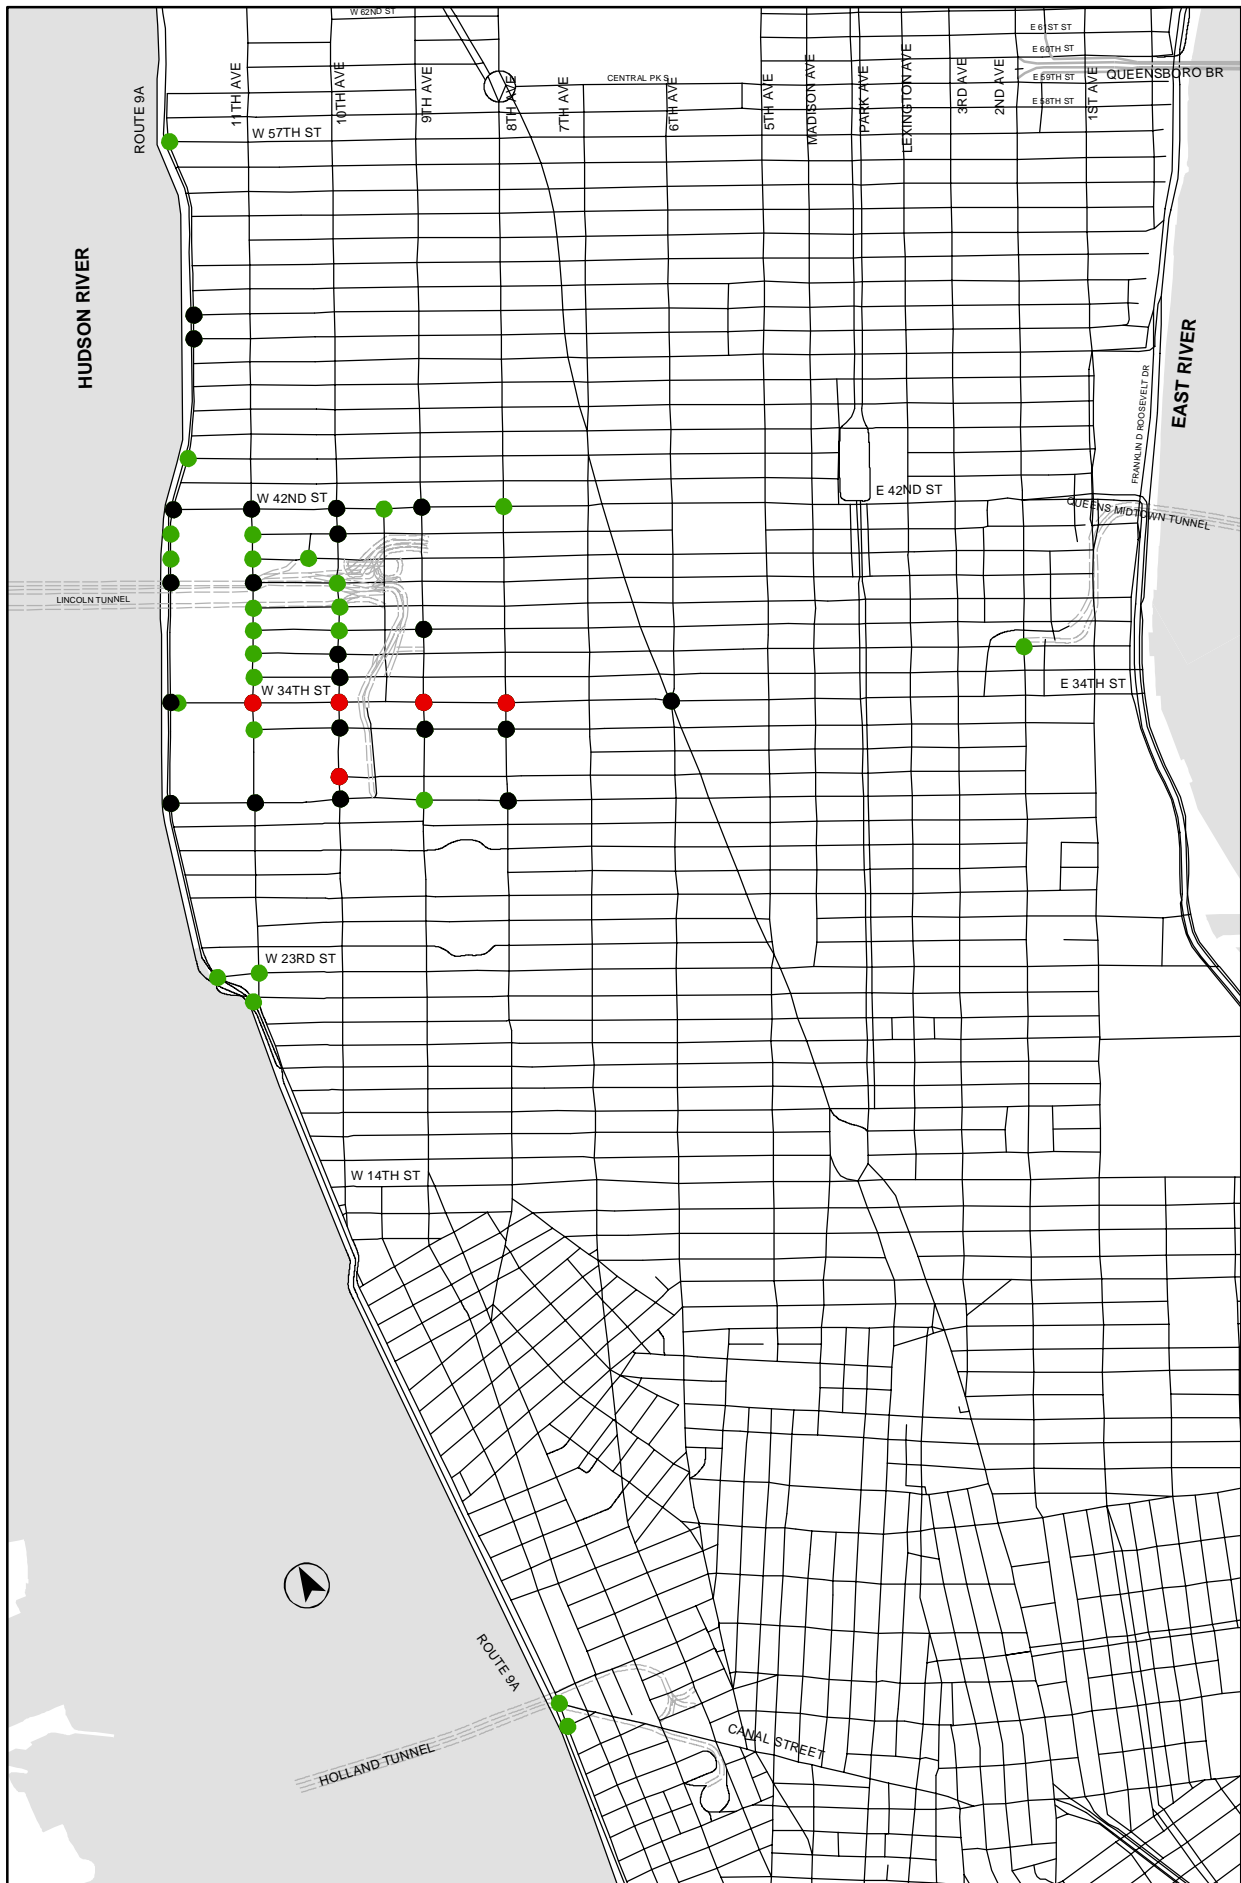 W 62ND ST
E 61ST ST
E 60TH ST
CENTRAL PK S
E 59TH ST
QUEENSBORO BR
E 58TH ST
ROUTE 9A
11TH AVE
10TH AVE
9TH AVE
8TH AVE
7TH AVE
6TH AVE
5TH AVE
MADISON AVE
PARK AVE
LEXINGTON AVE
3RD AVE
2ND AVE
1ST AVE
W 57TH ST
HUDSON RIVER
EAST RIVER
FRANKLIN D ROOSEVELT DR
W 42ND ST
E 42ND ST
QUEENS MIDTOWN TUNNEL
LINCOLN TUNNEL
W 34TH ST
E 34TH ST
W 23RD ST
W 14TH ST
ROUTE 9A
CANAL STREET
HOLLAND TUNNEL